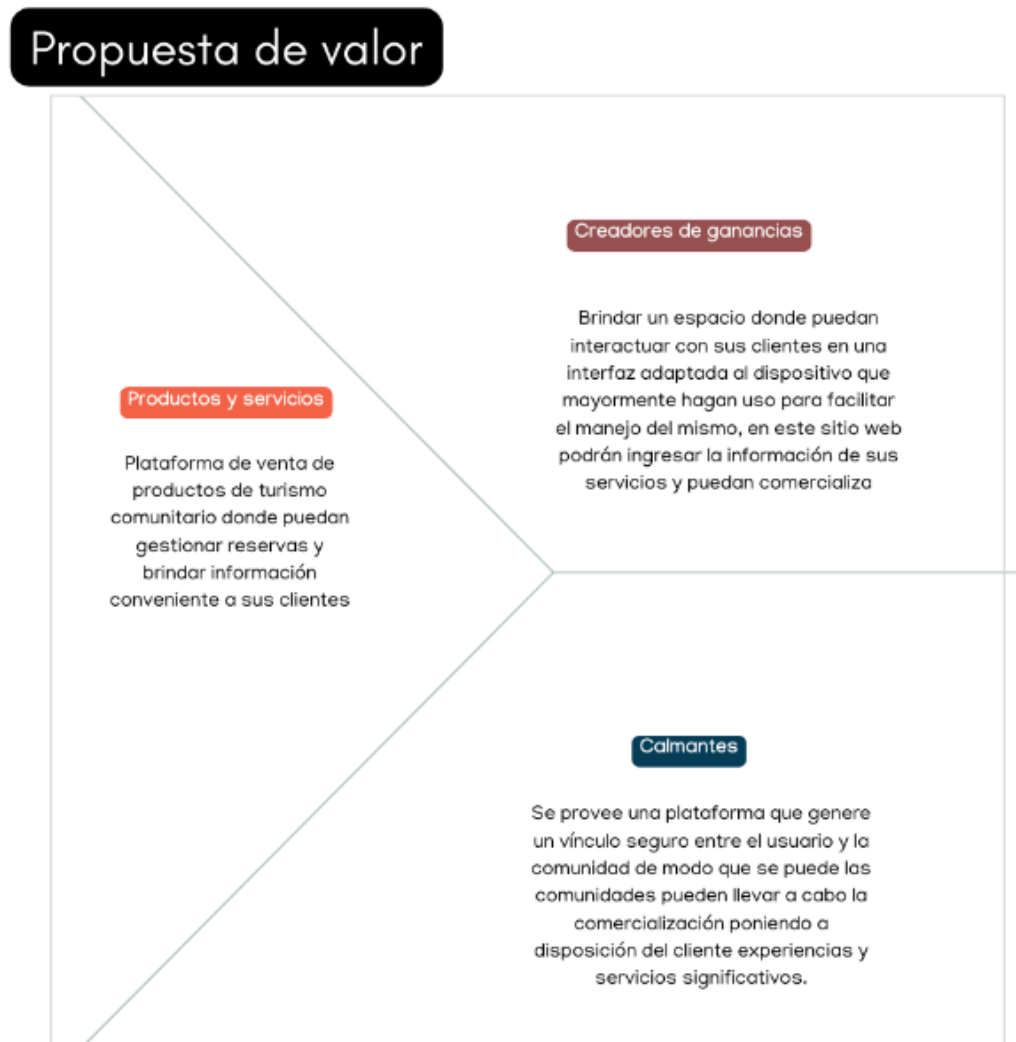 Propuesta de valor
Creadores de ganancias
Brindar un espacio donde puedan
interactuar con sus clientes en una
interfaz adaptada al dispositivo que
mayormente hagan uso para facilitar
el manejo del mismo, en este sitio web
podrán ingresar la información de sus
servicios y puedan comercializa
Productos y servicios
Plataforma de venta de
productos de turismo
comunitario donde puedan
gestionar reservas y
brindar información
conveniente a sus clientes
Calmantes
Se provee una plataforma que genere
un vínculo seguro entre el usuario y la
comunidad de modo que se puede las
comunidades pueden llevar a cabo la
comercialización poniendo a
disposición del cliente experiencias y
servicios significativos.